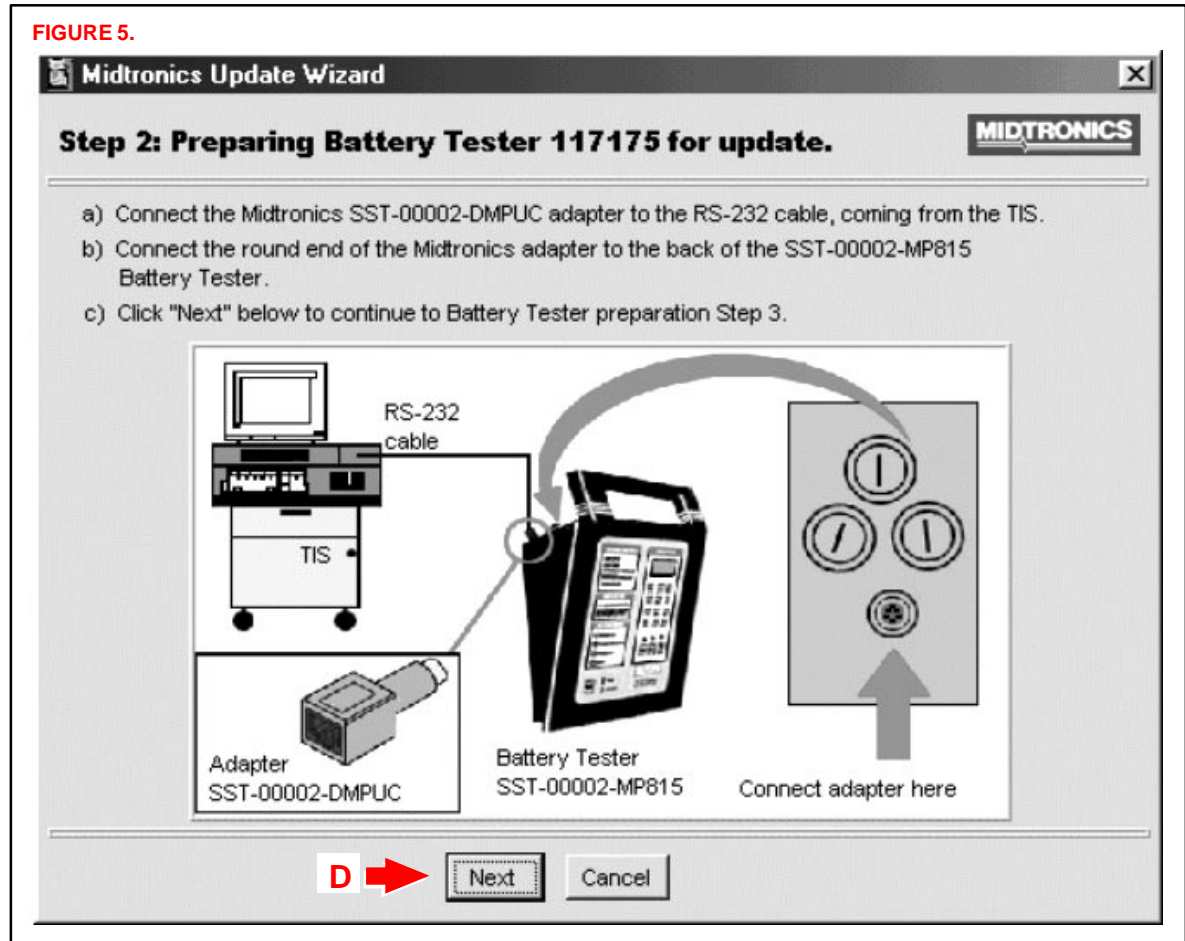 FIGURE 5.
Midtronics Update Wizard
Step 2: Preparing Battery Tester 117175 for update.
MIDTRONICS
a) Connect the Midtronics SST-00002-DMPUC adapter to the RS-232 cable, coming from the TIS.
b) Connect the round end of the Midtronics adapter to the back of the SST-00002-MP815
Battery Tester.
c) Click "Next" below to continue to Battery Tester preparation Step 3.
RS-232
cable
TIS
Adapter
SST-00002-DMPUC
Battery Tester
SST-00002-MP815
Connect adapter here
D
Next
Cancel